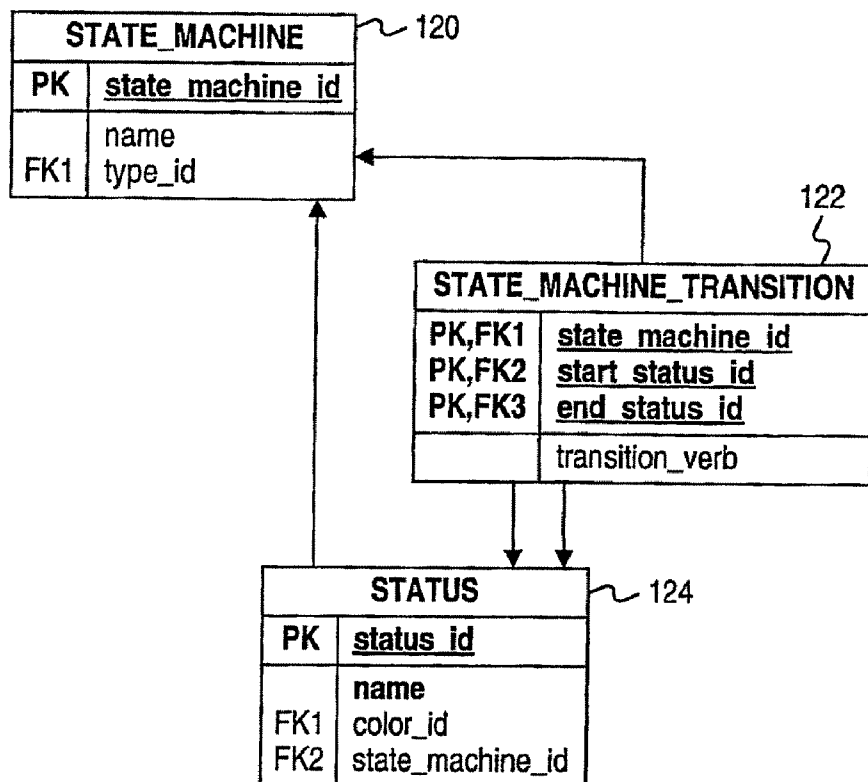 STATE_MACHINE
120
PK state_machine_id
name
FK1 type_id
122
STATE_MACHINE_TRANSITION
PK,FK1 state_machine_id
PK,FK2 start_status_id
PK,FK3 end_status_id
transition_verb
STATUS
124
PK status_id
name
FK1 color_id
FK2 state_machine_id